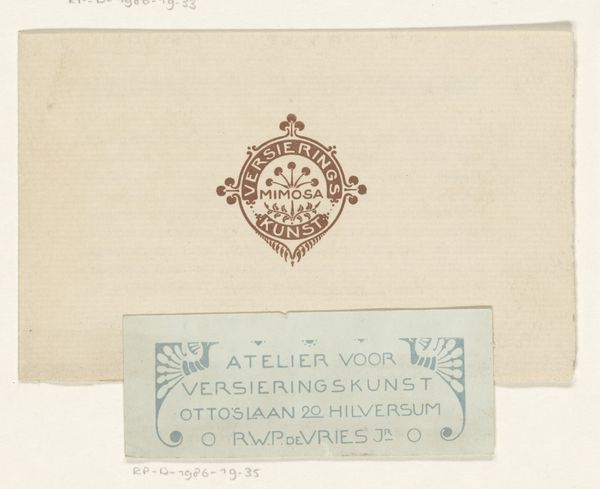 RP-D-1986-19-33
VERSIERINGS
MIMOSA
KUNST
ATELIER VOOR
VERSIERINGSKUNST
OTTO'S LAAN 20 HILVERSUM
R.W.P. DE VRIES JR
RP-D-1986-19-35